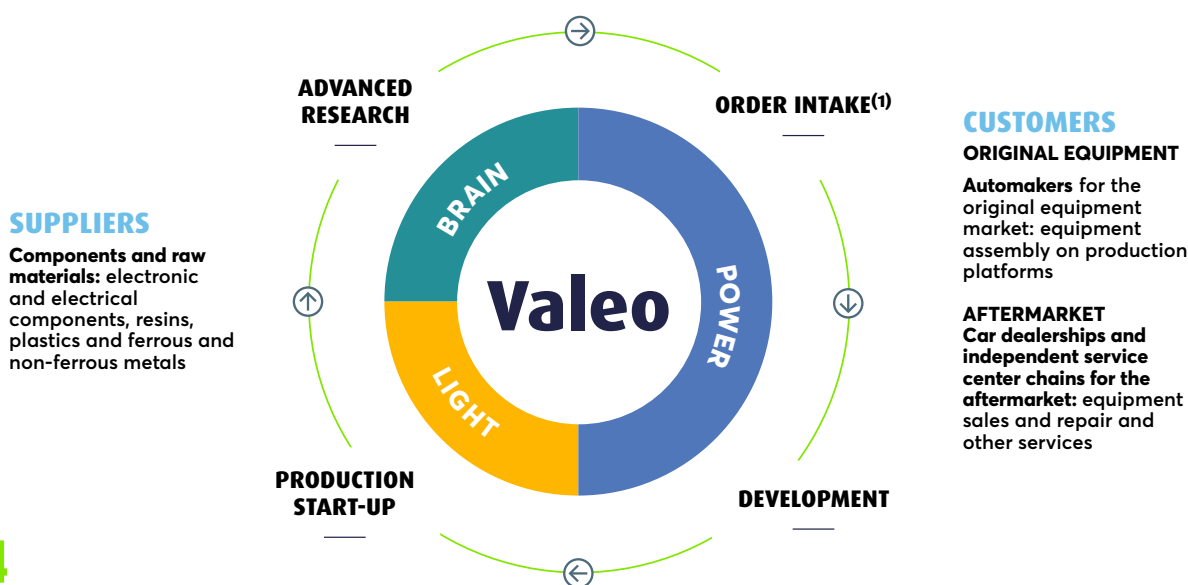 ADVANCED
RESEARCH
ORDER INTAKE(1)
SUPPLIERS
Components and raw
materials: electronic
and electrical
components, resins,
plastics and ferrous and
non-ferrous metals
BRAIN
POWER
LIGHT
Valeo
CUSTOMERS
ORIGINAL EQUIPMENT
Automakers for the
original equipment
market: equipment
assembly on production
platforms
AFTERMARKET
Car dealerships and
independent service
center chains for the
aftermarket: equipment
sales and repair and
other services
PRODUCTION
START-UP
DEVELOPMENT